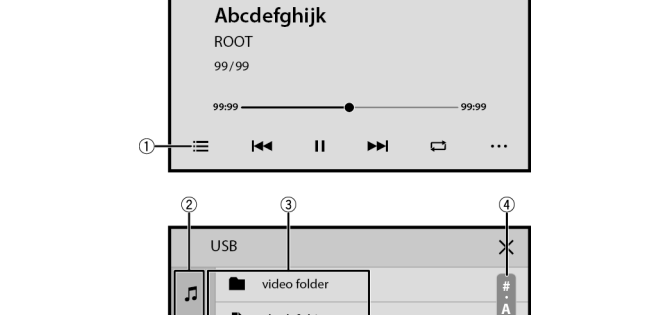 Abcdefghijk
ROOT
99/99
99:99 99:99
①
② ③ ④
USB
video folder
#
A